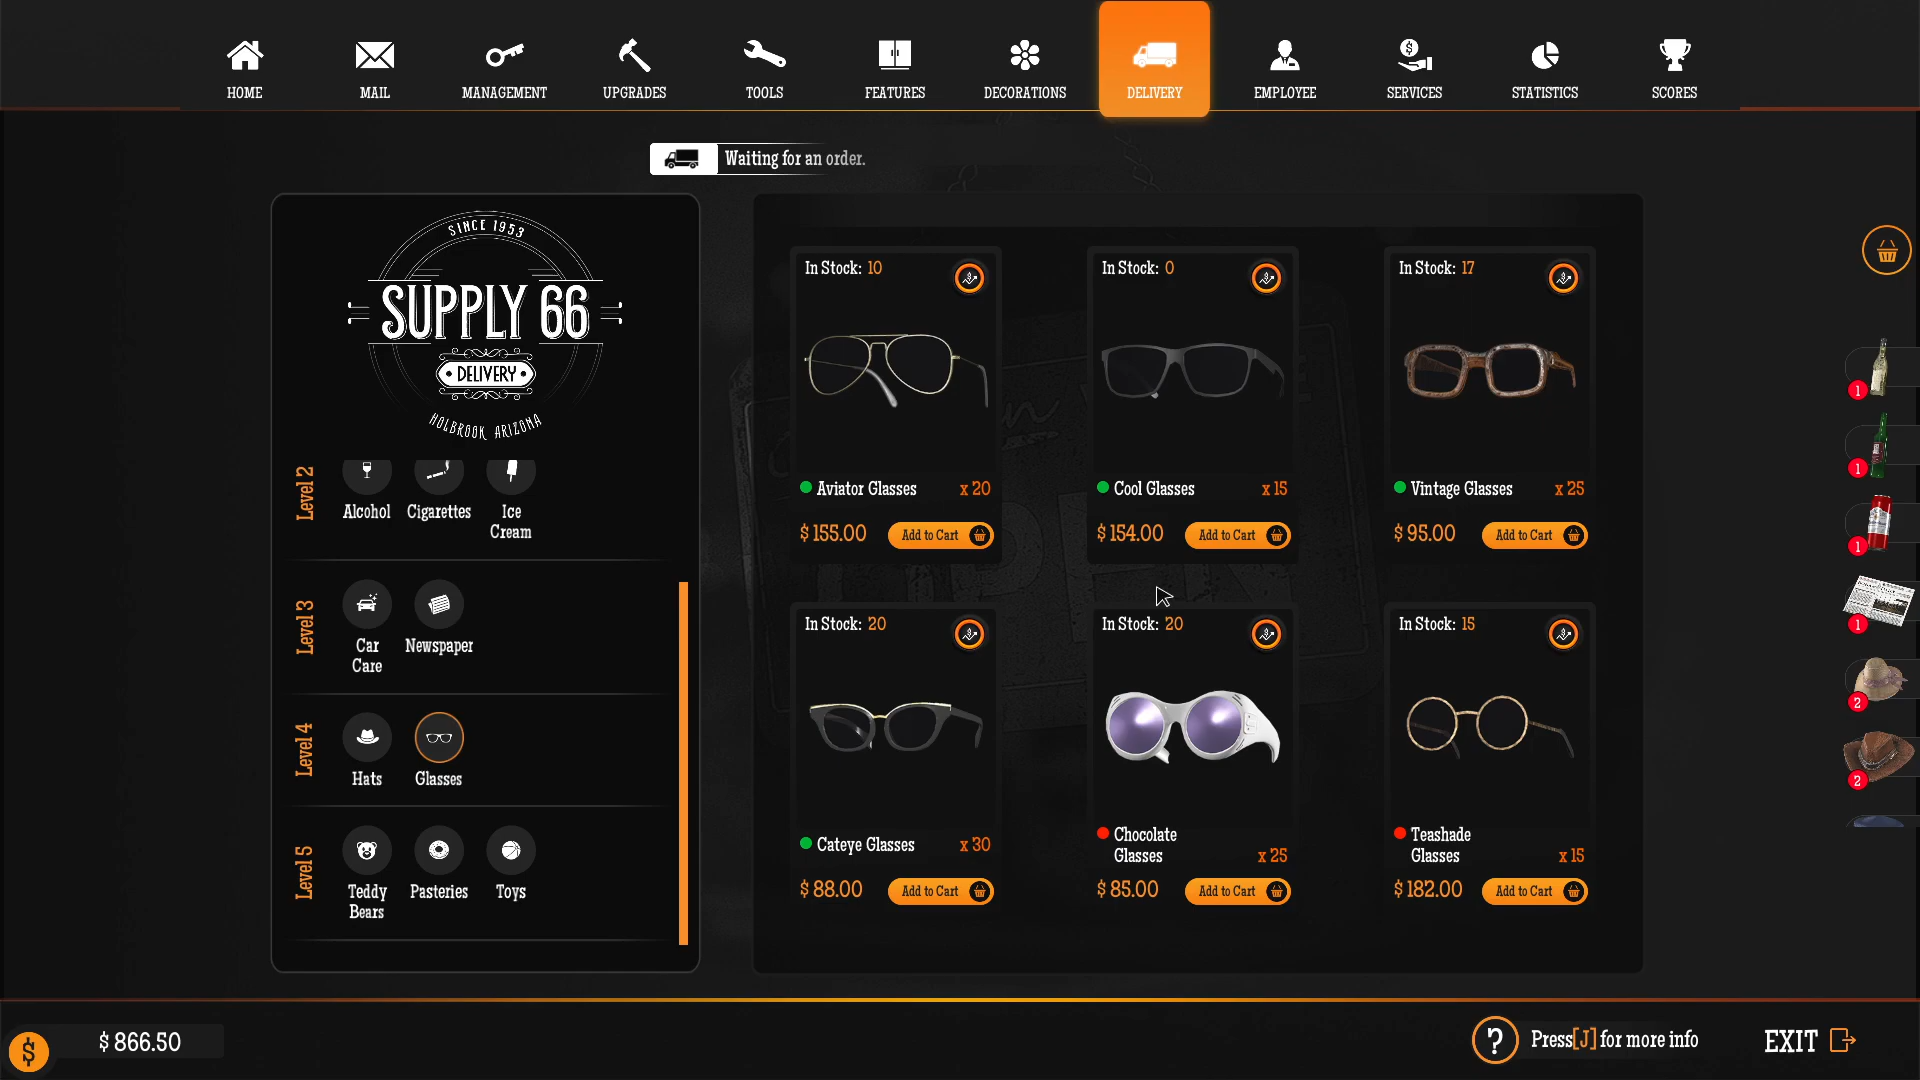 HOME
MAIL
MANAGEMENT
UPGRADES
TOOLS
FEATURES
DECORATIONS
DELIVERY
EMPLOYEE
SERVICES
STATISTICS
SCORES
Waiting for an order.
SINCE 1953
SUPPLY 66
DELIVERY
HOLBROOK ARIZONA
Level 2
Alcohol
Cigarettes
Ice
Cream
Level 3
Car
Care
Newspaper
Level 4
Hats
Glasses
Level 5
Teddy
Bears
Pasteries
Toys
In Stock: 10
Aviator Glasses x 20
$ 155.00 Add to Cart
In Stock: 0
Cool Glasses x 15
$ 154.00 Add to Cart
In Stock: 17
Vintage Glasses x 25
$ 95.00 Add to Cart
In Stock: 20
Cateye Glasses x 30
$ 88.00 Add to Cart
In Stock: 20
Chocolate
Glasses x 25
$ 85.00 Add to Cart
In Stock: 15
Teashade
Glasses x 15
$ 182.00 Add to Cart
1
1
1
1
2
2
$ 866.50
? Press[J] for more info
EXIT